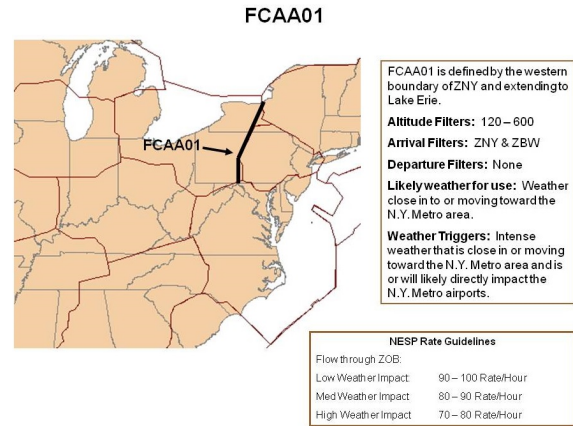 FCAA01
FCAA01
FCAA01 is defined by the western
boundary of ZNY and extending to
Lake Erie.
Altitude Filters: 120 – 600
Arrival Filters: ZNY & ZBW
Departure Filters: None
Likely weather for use: Weather
close in to or moving toward the
N.Y. Metro area.
Weather Triggers: Intense
weather that is close in or moving
toward the N.Y. Metro area and is
or will likely directly impact the
N.Y. Metro airports.
NESP Rate Guidelines
Flow through ZOB:
Low Weather Impact 90 – 100 Rate/Hour
Med Weather Impact 80 – 90 Rate/Hour
High Weather Impact 70 – 80 Rate/Hour